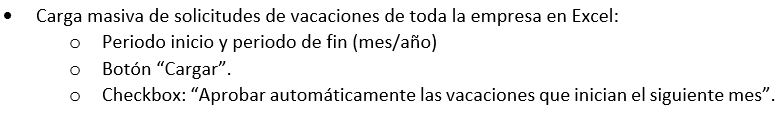 • Carga masiva de solicitudes de vacaciones de toda la empresa en Excel:
o Periodo inicio y periodo de fin (mes/año)
o Botón “Cargar”.
o Checkbox: “Aprobar automáticamente las vacaciones que inician el siguiente mes”.